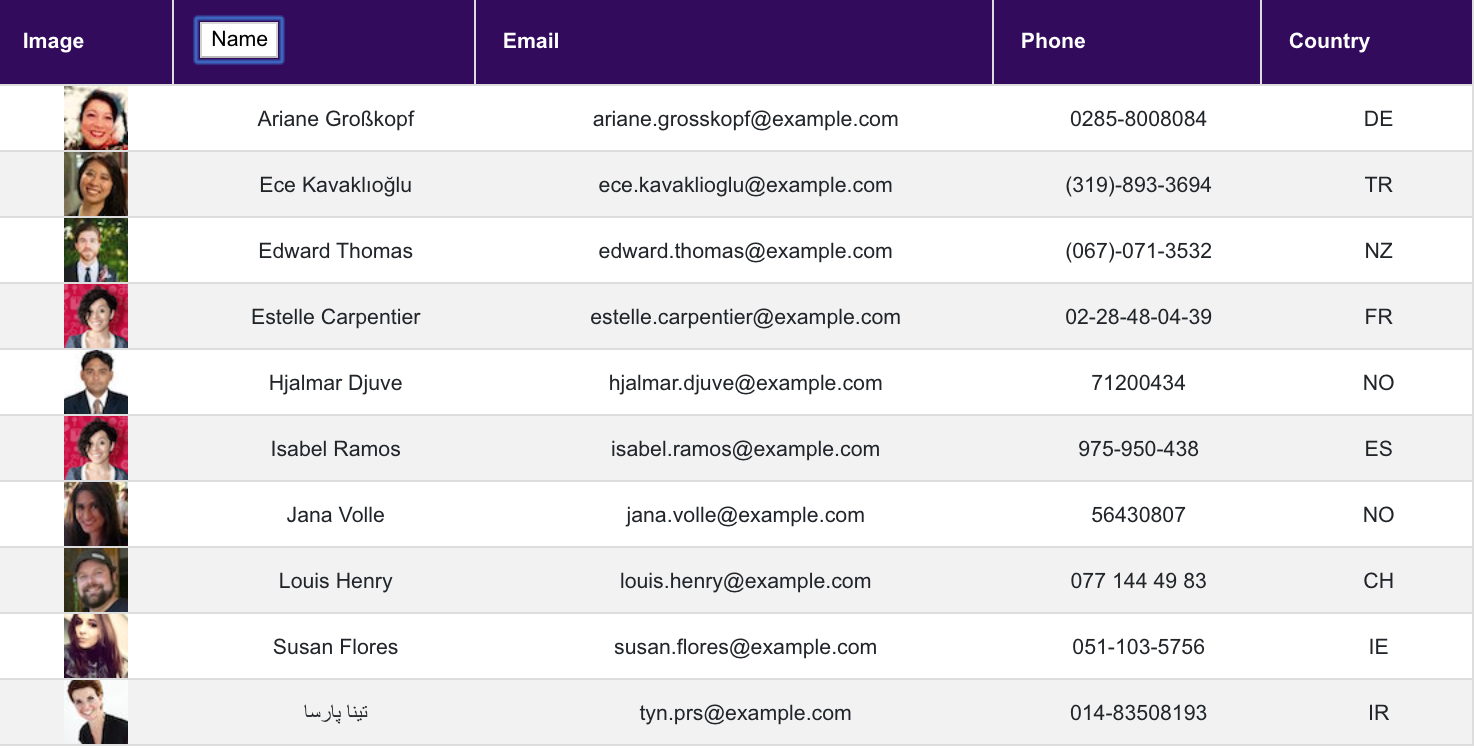 Image Name Email Phone Country
Ariane Großkopf ariane.grosskopf@example.com 0285-8008084 DE
Ece Kavaklıoğlu ece.kavaklioglu@example.com (319)-893-3694 TR
Edward Thomas edward.thomas@example.com (067)-071-3532 NZ
Estelle Carpentier estelle.carpentier@example.com 02-28-48-04-39 FR
Hjalmar Djuve hjalmar.djuve@example.com 71200434 NO
Isabel Ramos isabel.ramos@example.com 975-950-438 ES
Jana Volle jana.volle@example.com 56430807 NO
Louis Henry louis.henry@example.com 077 144 49 83 CH
Susan Flores susan.flores@example.com 051-103-5756 IE
تینا پارسا tyn.prs@example.com 014-83508193 IR